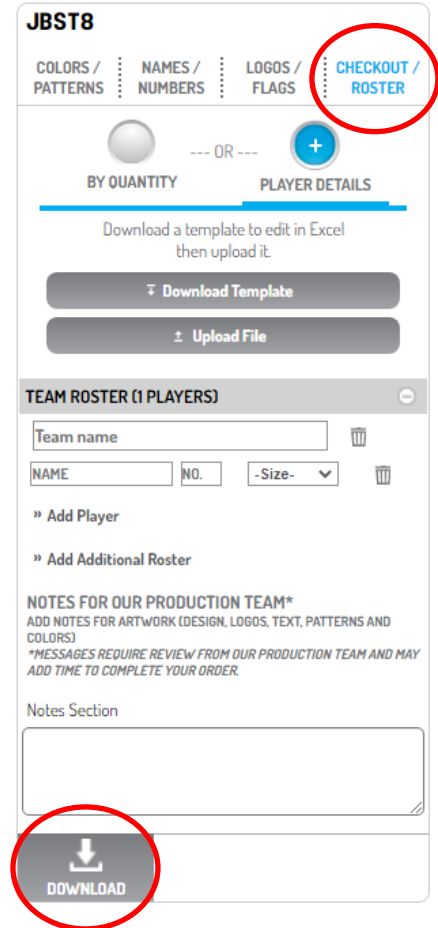 JBST8
COLORS / NAMES / LOGOS / CHECKOUT /
PATTERNS NUMBERS FLAGS ROSTER
--- OR --- +
BY QUANTITY PLAYER DETAILS
Download a template to edit in Excel
then upload it.
Download Template
Upload File
TEAM ROSTER (1 PLAYERS)
Team name
NAME NO. -Size-
» Add Player
» Add Additional Roster
NOTES FOR OUR PRODUCTION TEAM*
ADD NOTES FOR ARTWORK (DESIGN, LOGOS, TEXT, PATTERNS AND
COLORS)
*MESSAGES REQUIRE REVIEW FROM OUR PRODUCTION TEAM AND MAY
ADD TIME TO COMPLETE YOUR ORDER.
Notes Section
DOWNLOAD